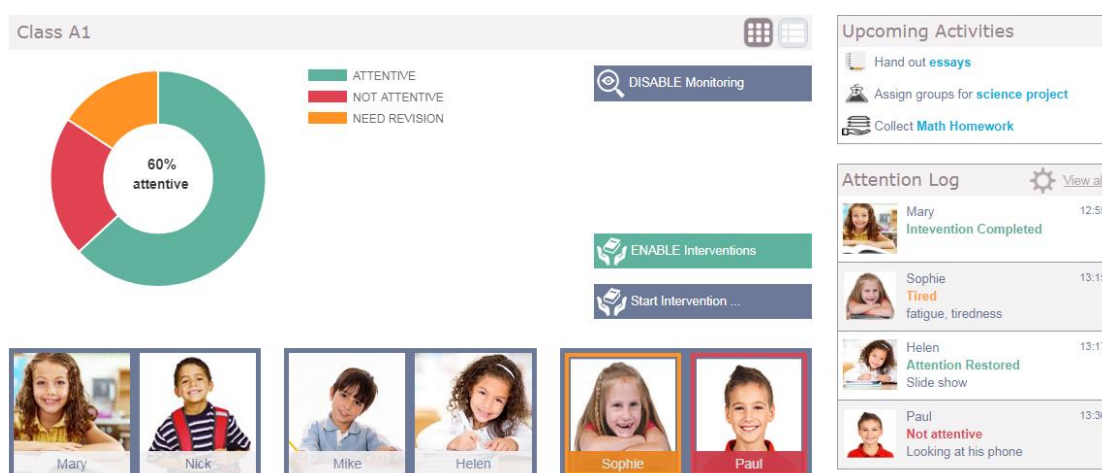 Class A1
ATTENTIVE
NOT ATTENTIVE
NEED REVISION
60%
attentive
DISABLE Monitoring
ENABLE Interventions
Start Intervention ...
Mary
Nick
Mike
Helen
Sophie
Paul
Upcoming Activities
Hand out essays
Assign groups for science project
Collect Math Homework
Attention Log
View al
Mary
Intevention Completed
Sophie
Tired
fatigue, tiredness
Helen
Attention Restored
Slide show
Paul
Not attentive
Looking at his phone